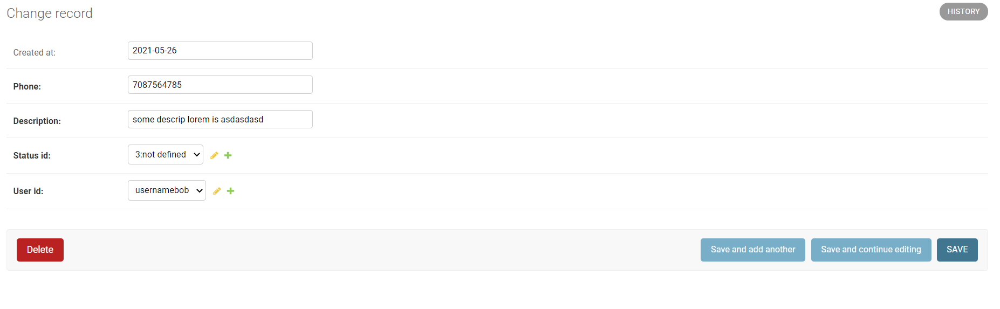 Change record
HISTORY
Created at:
2021-05-26
Phone:
7087564785
Description:
some descrip lorem is asdasdasd
Status id:
3:not defined
User id:
usernamebob
Delete
Save and add another
Save and continue editing
SAVE